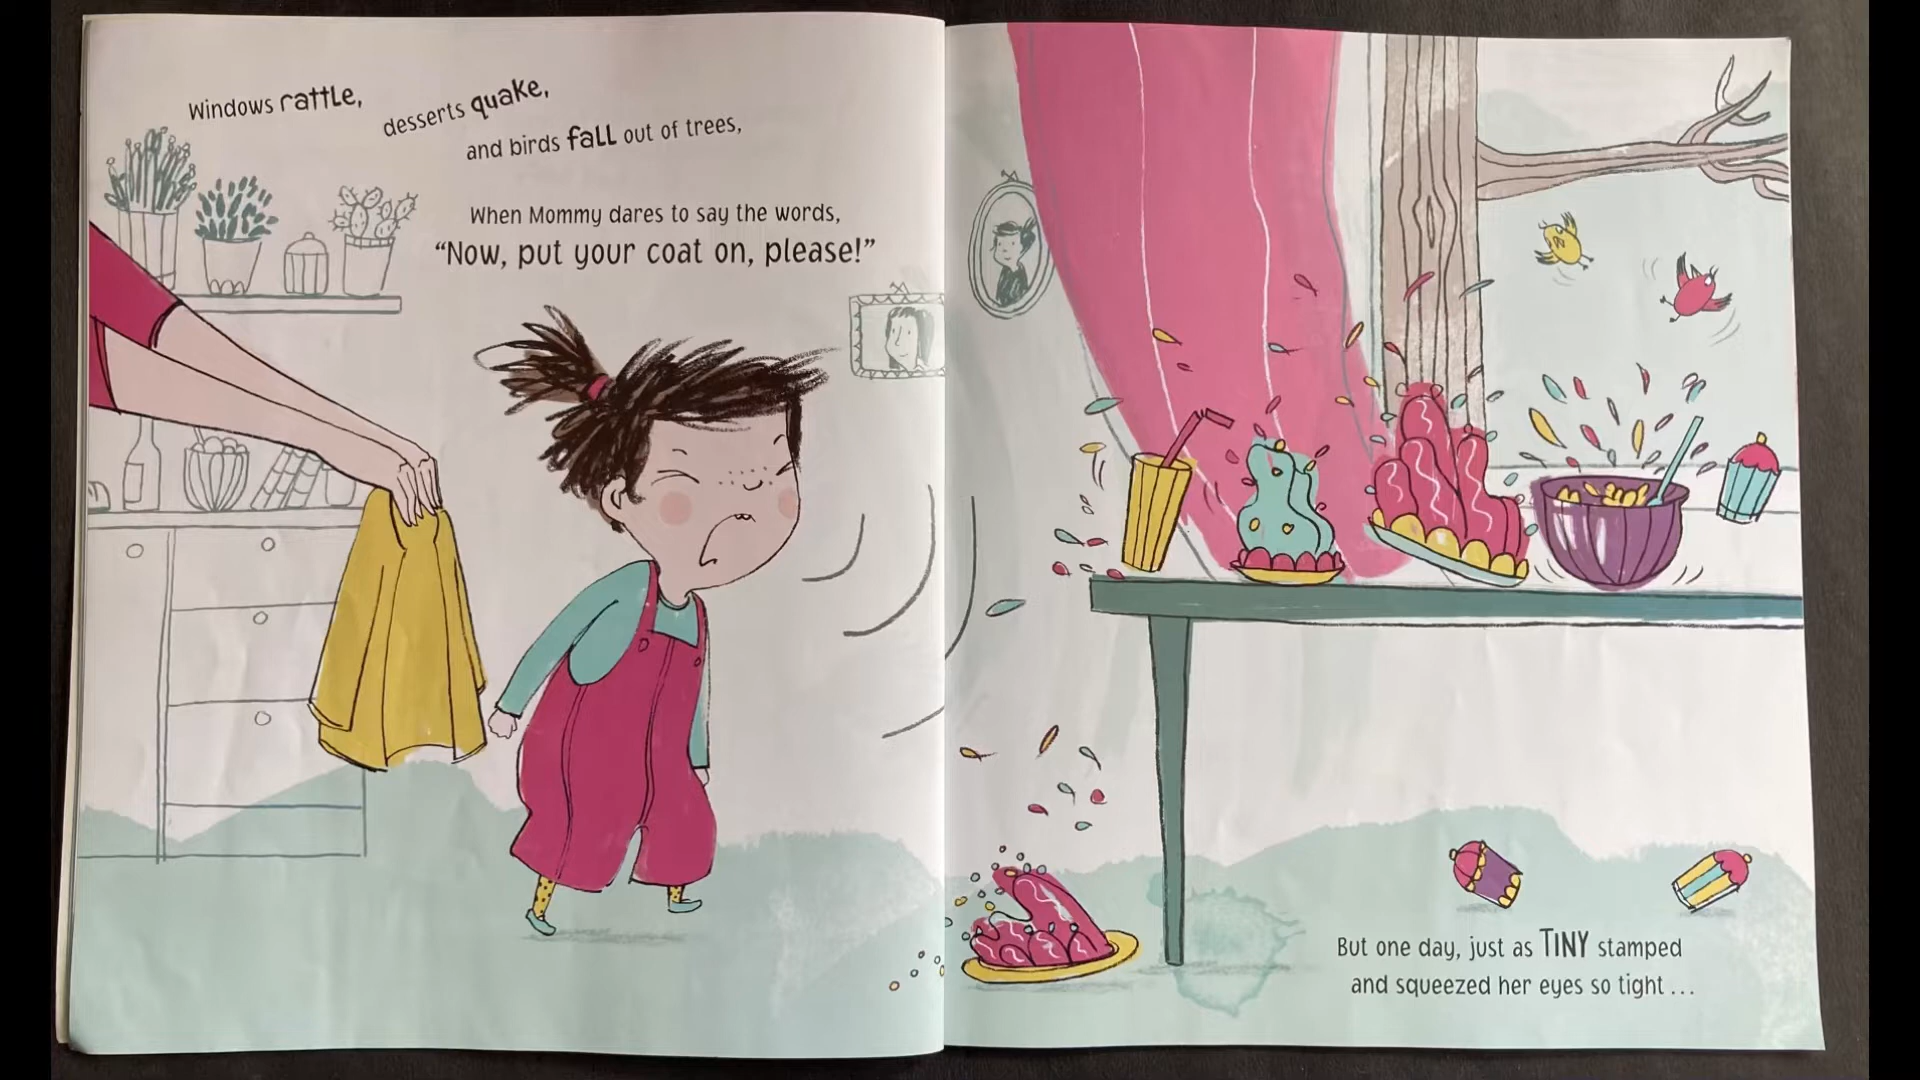 Windows rattle,
desserts quake,
and birds fall out of trees,
When Mommy dares to say the words,
“Now, put your coat on, please!”
But one day, just as TINY stamped
and squeezed her eyes so tight . . .